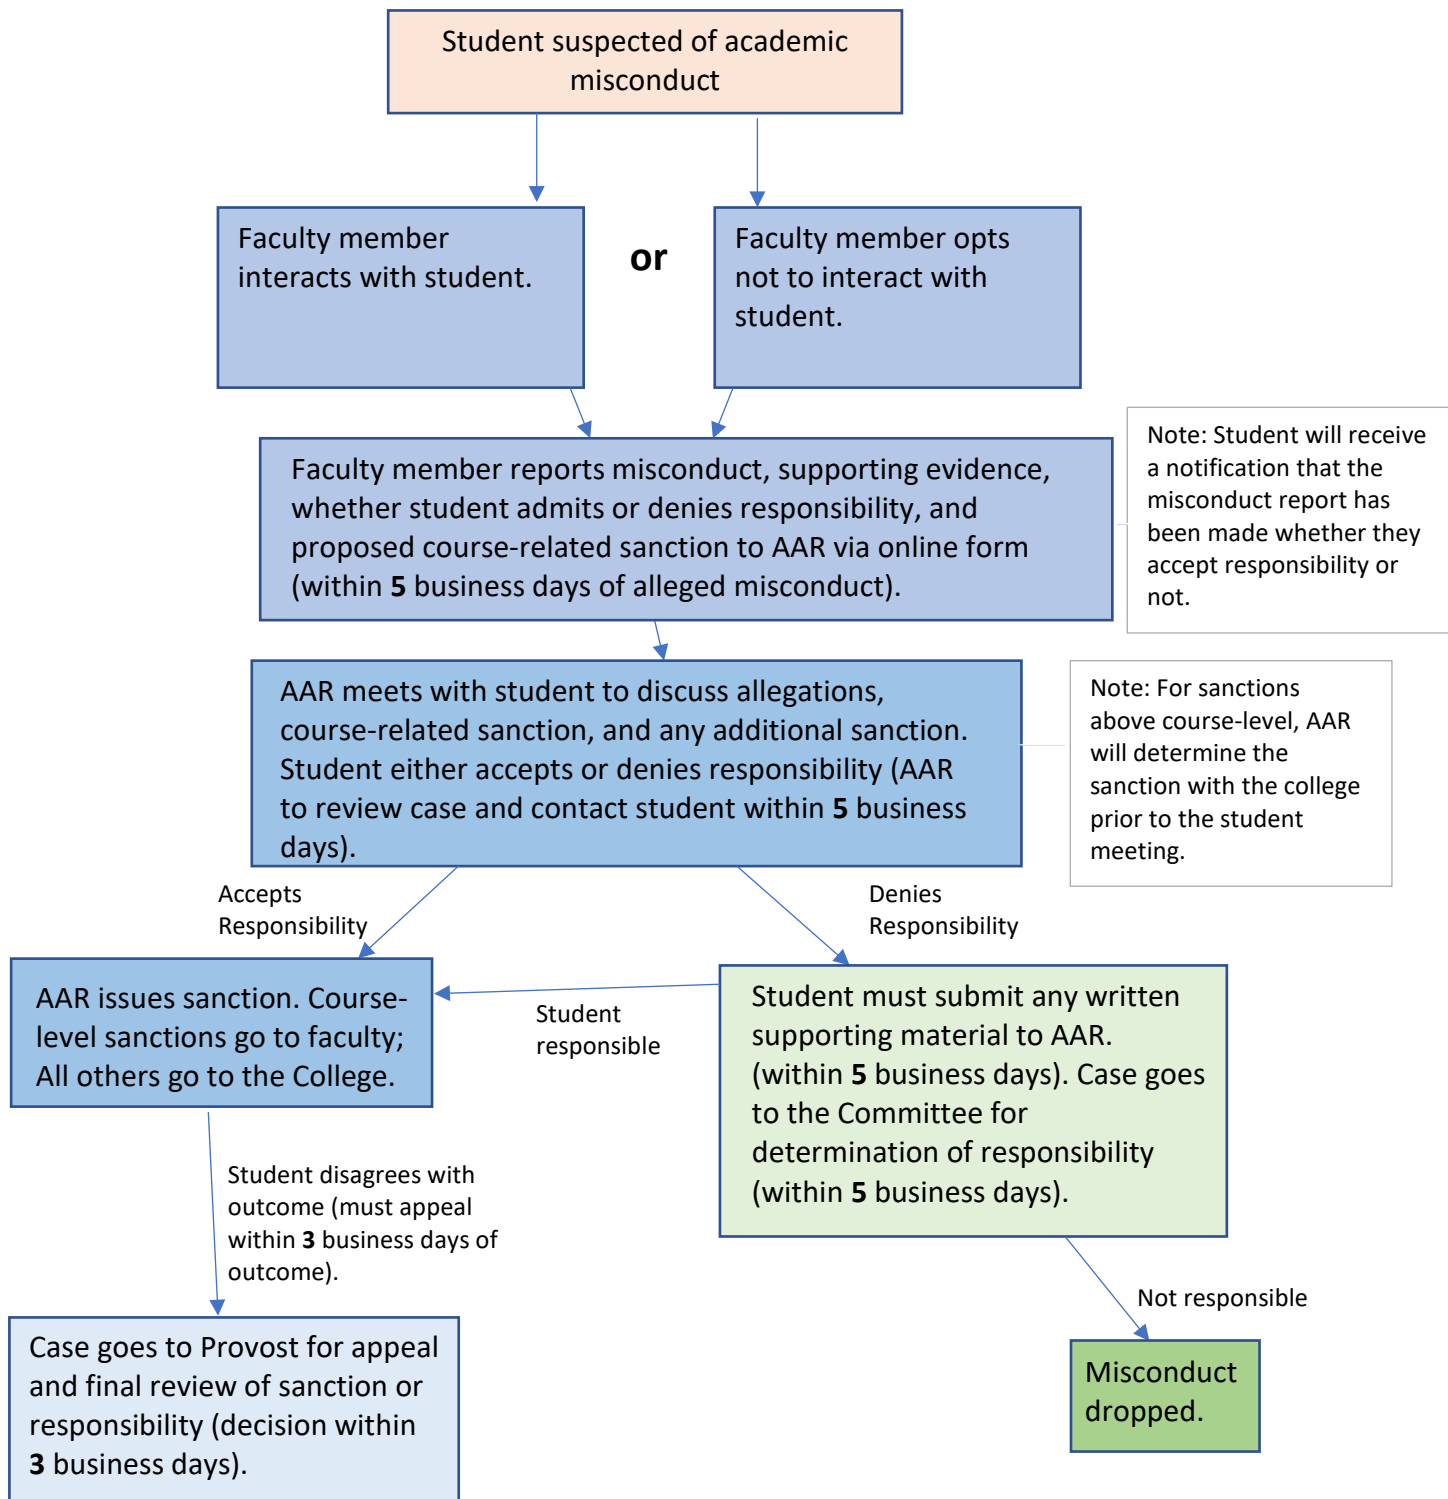 Student suspected of academic
misconduct
Faculty member
interacts with student.
or
Faculty member opts
not to interact with
student.
Faculty member reports misconduct, supporting evidence,
whether student admits or denies responsibility, and
proposed course-related sanction to AAR via online form
(within 5 business days of alleged misconduct).
Note: Student will receive
a notification that the
misconduct report has
been made whether they
accept responsibility or
not.
AAR meets with student to discuss allegations,
course-related sanction, and any additional sanction.
Student either accepts or denies responsibility (AAR
to review case and contact student within 5 business
days).
Note: For sanctions
above course-level, AAR
will determine the
sanction with the college
prior to the student
meeting.
Accepts
Responsibility
Denies
Responsibility
AAR issues sanction. Course-
level sanctions go to faculty;
All others go to the College.
Student
responsible
Student must submit any written
supporting material to AAR.
(within 5 business days). Case goes
to the Committee for
determination of responsibility
(within 5 business days).
Student disagrees with
outcome (must appeal
within 3 business days of
outcome).
Not responsible
Case goes to Provost for appeal
and final review of sanction or
responsibility (decision within
3 business days).
Misconduct
dropped.